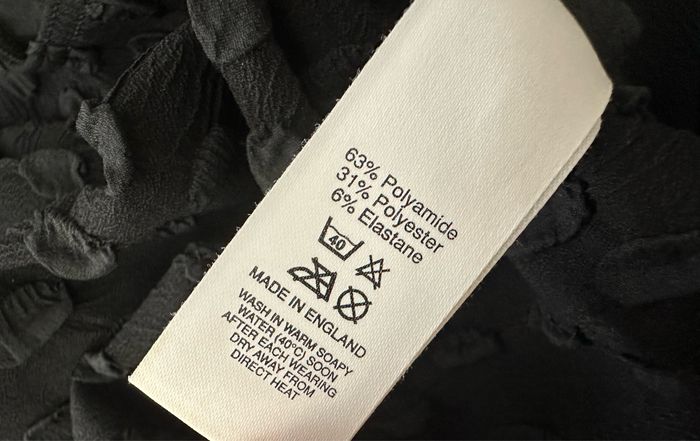 63% Polyamide
31% Polyester
6% Elastane
40
MADE IN ENGLAND
WASH IN WARM SOAPY
WATER (40°C) SOON
AFTER EACH WEARING
DRY AWAY FROM
DIRECT HEAT